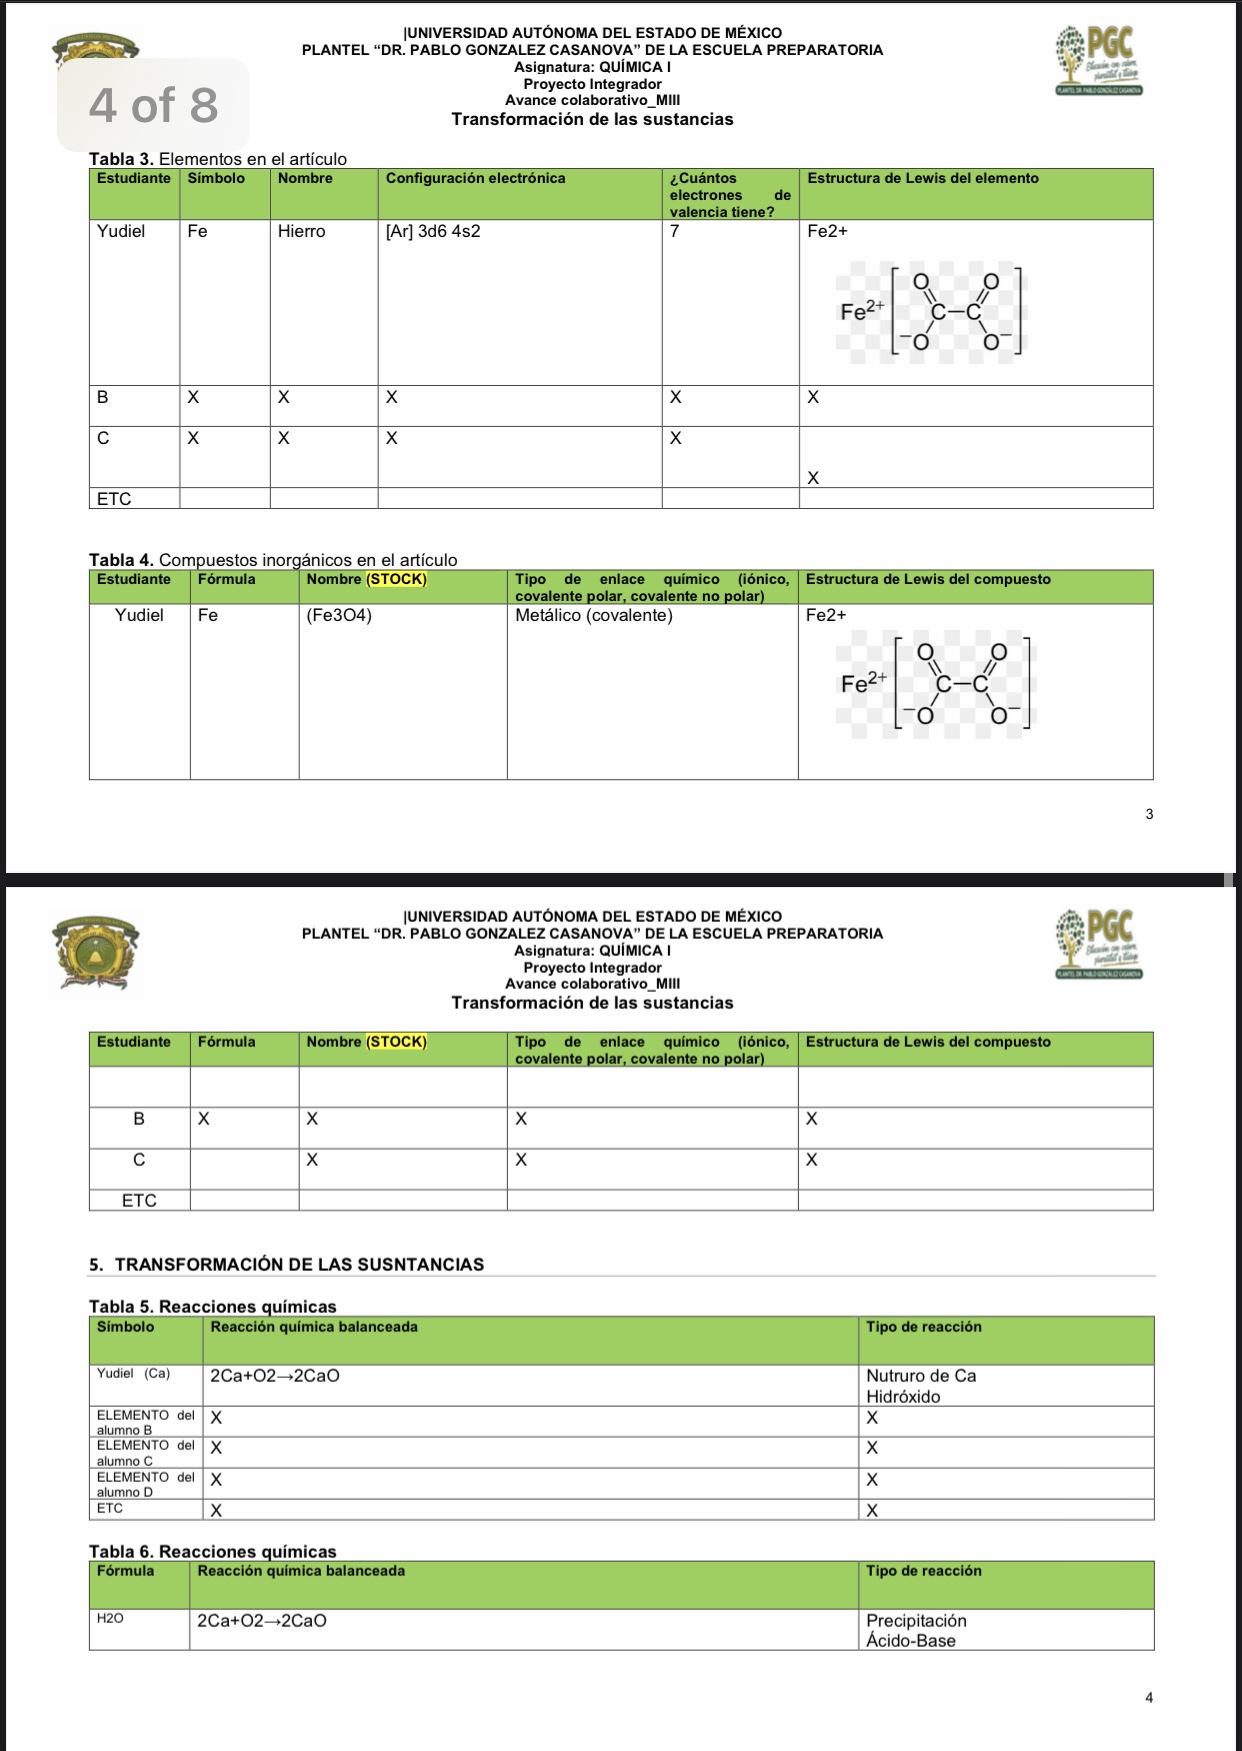 |UNIVERSIDAD AUTÓNOMA DEL ESTADO DE MÉXICO
PLANTEL “DR. PABLO GONZALEZ CASANOVA” DE LA ESCUELA PREPARATORIA
Asignatura: QUÍMICA I
Proyecto Integrador
Avance colaborativo_MIII
Transformación de las sustancias
PGC
4 of 8
Tabla 3. Elementos en el artículo
Estudiante Símbolo Nombre Configuración electrónica ¿Cuántos electrones de valencia tiene? Estructura de Lewis del elemento
Yudiel Fe Hierro [Ar] 3d6 4s2 7 Fe2+
O O
Fe2+ [ C–C ]
–O O–
B X X X X X
C X X X X
X
ETC
Tabla 4. Compuestos inorgánicos en el artículo
Estudiante Fórmula Nombre (STOCK) Tipo de enlace químico (iónico, covalente polar, covalente no polar) Estructura de Lewis del compuesto
Yudiel Fe (Fe3O4) Metálico (covalente) Fe2+
O O
Fe2+ [ C–C ]
–O O–
3
|UNIVERSIDAD AUTÓNOMA DEL ESTADO DE MÉXICO
PLANTEL “DR. PABLO GONZALEZ CASANOVA” DE LA ESCUELA PREPARATORIA
Asignatura: QUÍMICA I
Proyecto Integrador
Avance colaborativo_MIII
Transformación de las sustancias
PGC
Estudiante Fórmula Nombre (STOCK) Tipo de enlace químico (iónico, covalente polar, covalente no polar) Estructura de Lewis del compuesto
B X X X X
C X X X
ETC
5. TRANSFORMACIÓN DE LAS SUSNTANCIAS
Tabla 5. Reacciones químicas
Símbolo Reacción química balanceada Tipo de reacción
Yudiel (Ca) 2Ca+O2→2CaO Nutruro de Ca
Hidróxido
ELEMENTO del alumno B X X
ELEMENTO del alumno C X X
ELEMENTO del alumno D X X
ETC X X
Tabla 6. Reacciones químicas
Fórmula Reacción química balanceada Tipo de reacción
H2O 2Ca+O2→2CaO Precipitación
Ácido-Base
4